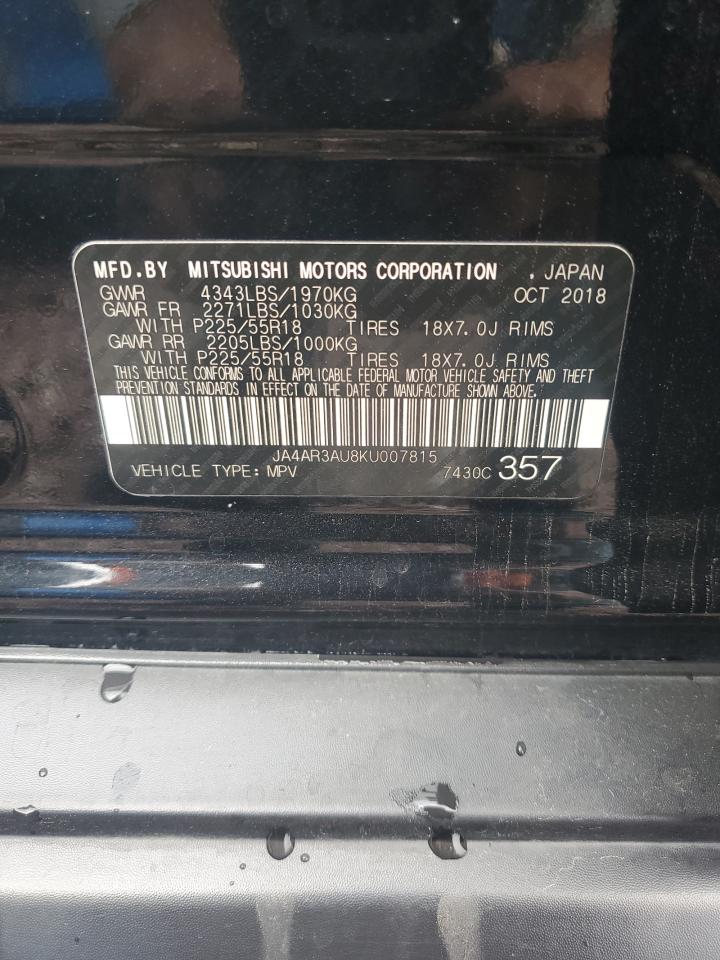 MFD.BY MITSUBISHI MOTORS CORPORATION . JAPAN
GVWR 4343LBS/1970KG OCT 2018
GAWR FR 2271LBS/1030KG
WITH P225/55R18 TIRES 18X7.0J RIMS
GAWR RR 2205LBS/1000KG
WITH P225/55R18 TIRES 18X7.0J RIMS
THIS VEHICLE CONFORMS TO ALL APPLICABLE FEDERAL MOTOR VEHICLE SAFETY AND THEFT
PREVENTION STANDARDS IN EFFECT ON THE DATE OF MANUFACTURE SHOWN ABOVE.
JA4AR3AU8KU007815
VEHICLE TYPE: MPV 7430C 357